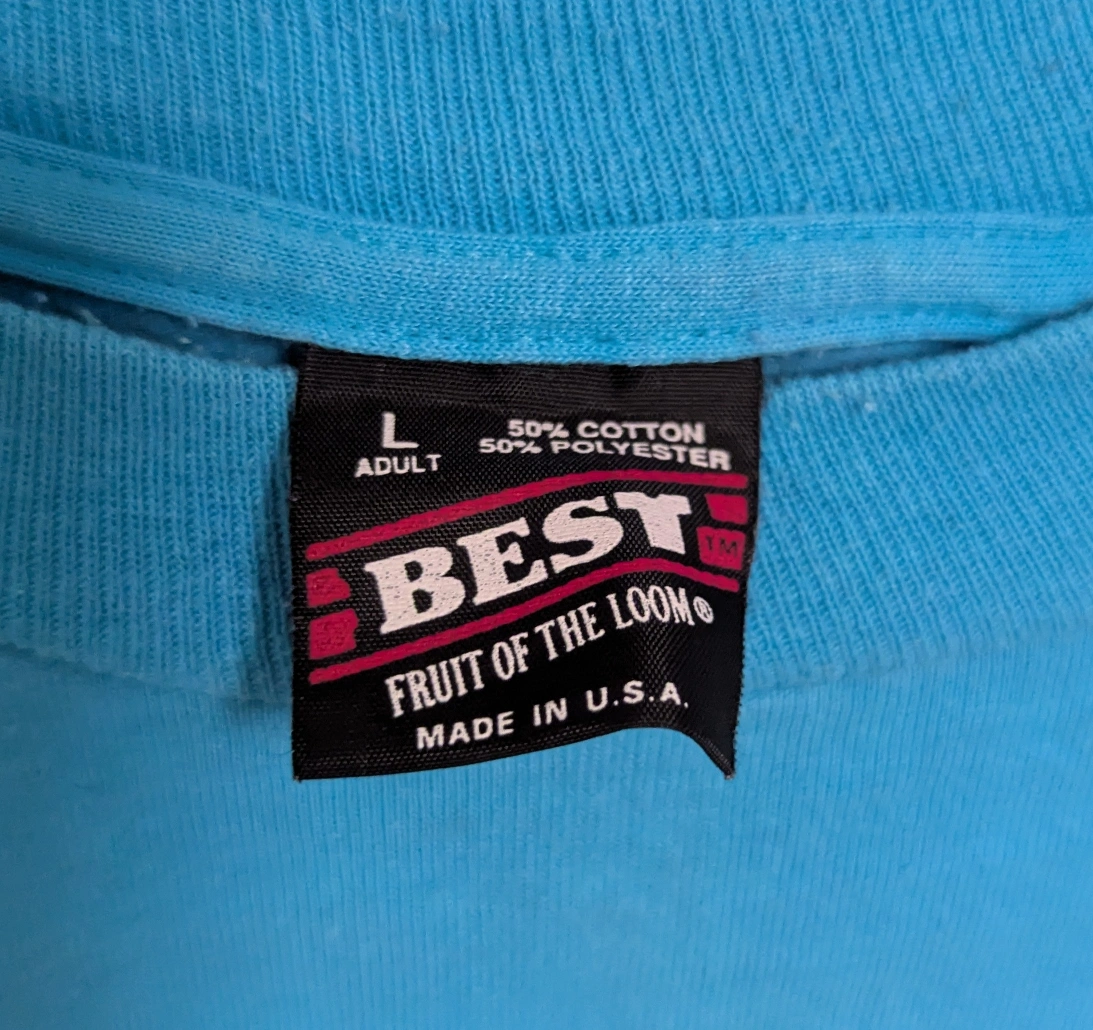 L
ADULT
50% COTTON
50% POLYESTER
BEST
TM
FRUIT OF THE LOOM®
MADE IN U.S.A.